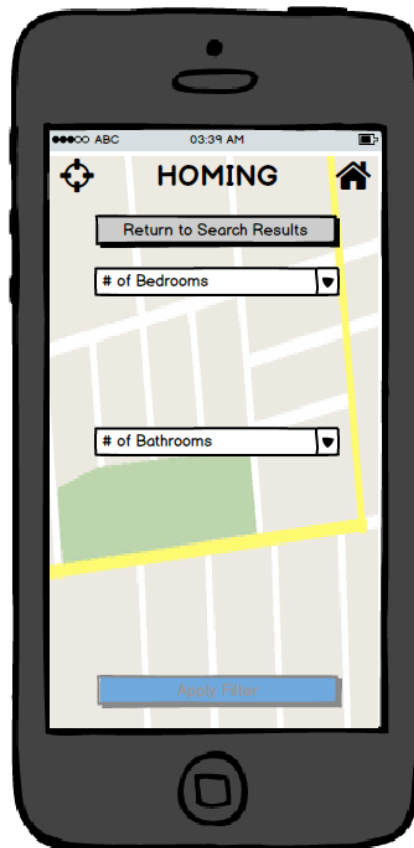 ABC
03:39 AM
HOMING
Return to Search Results
# of Bedrooms
# of Bathrooms
Apply Filter